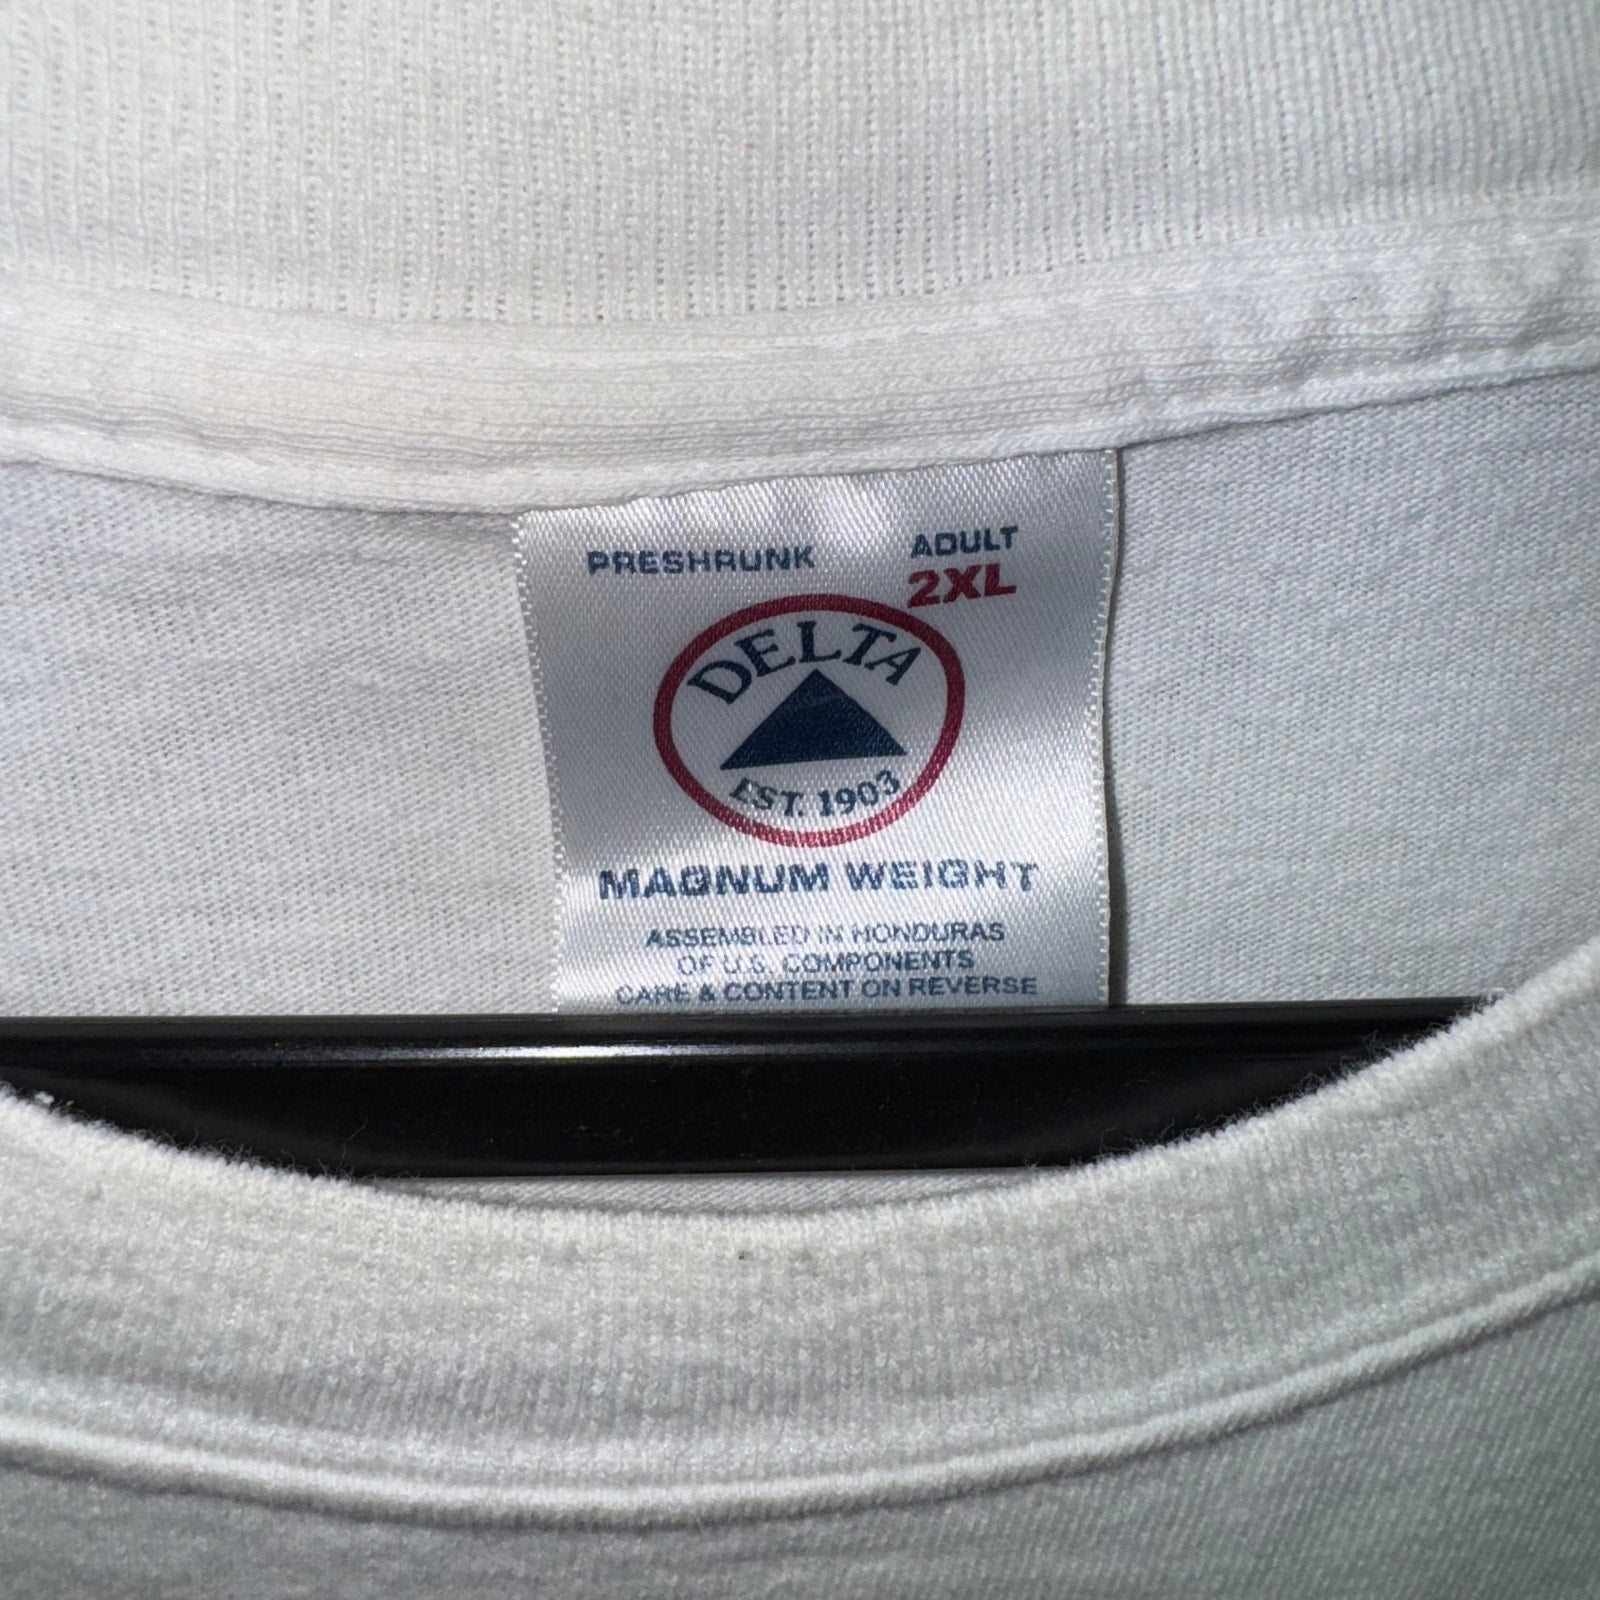 PRESHRUNK
ADULT
2XL
DELTA
EST. 1903
MAGNUM WEIGHT
ASSEMBLED IN HONDURAS
OF U.S. COMPONENTS
CARE & CONTENT ON REVERSE